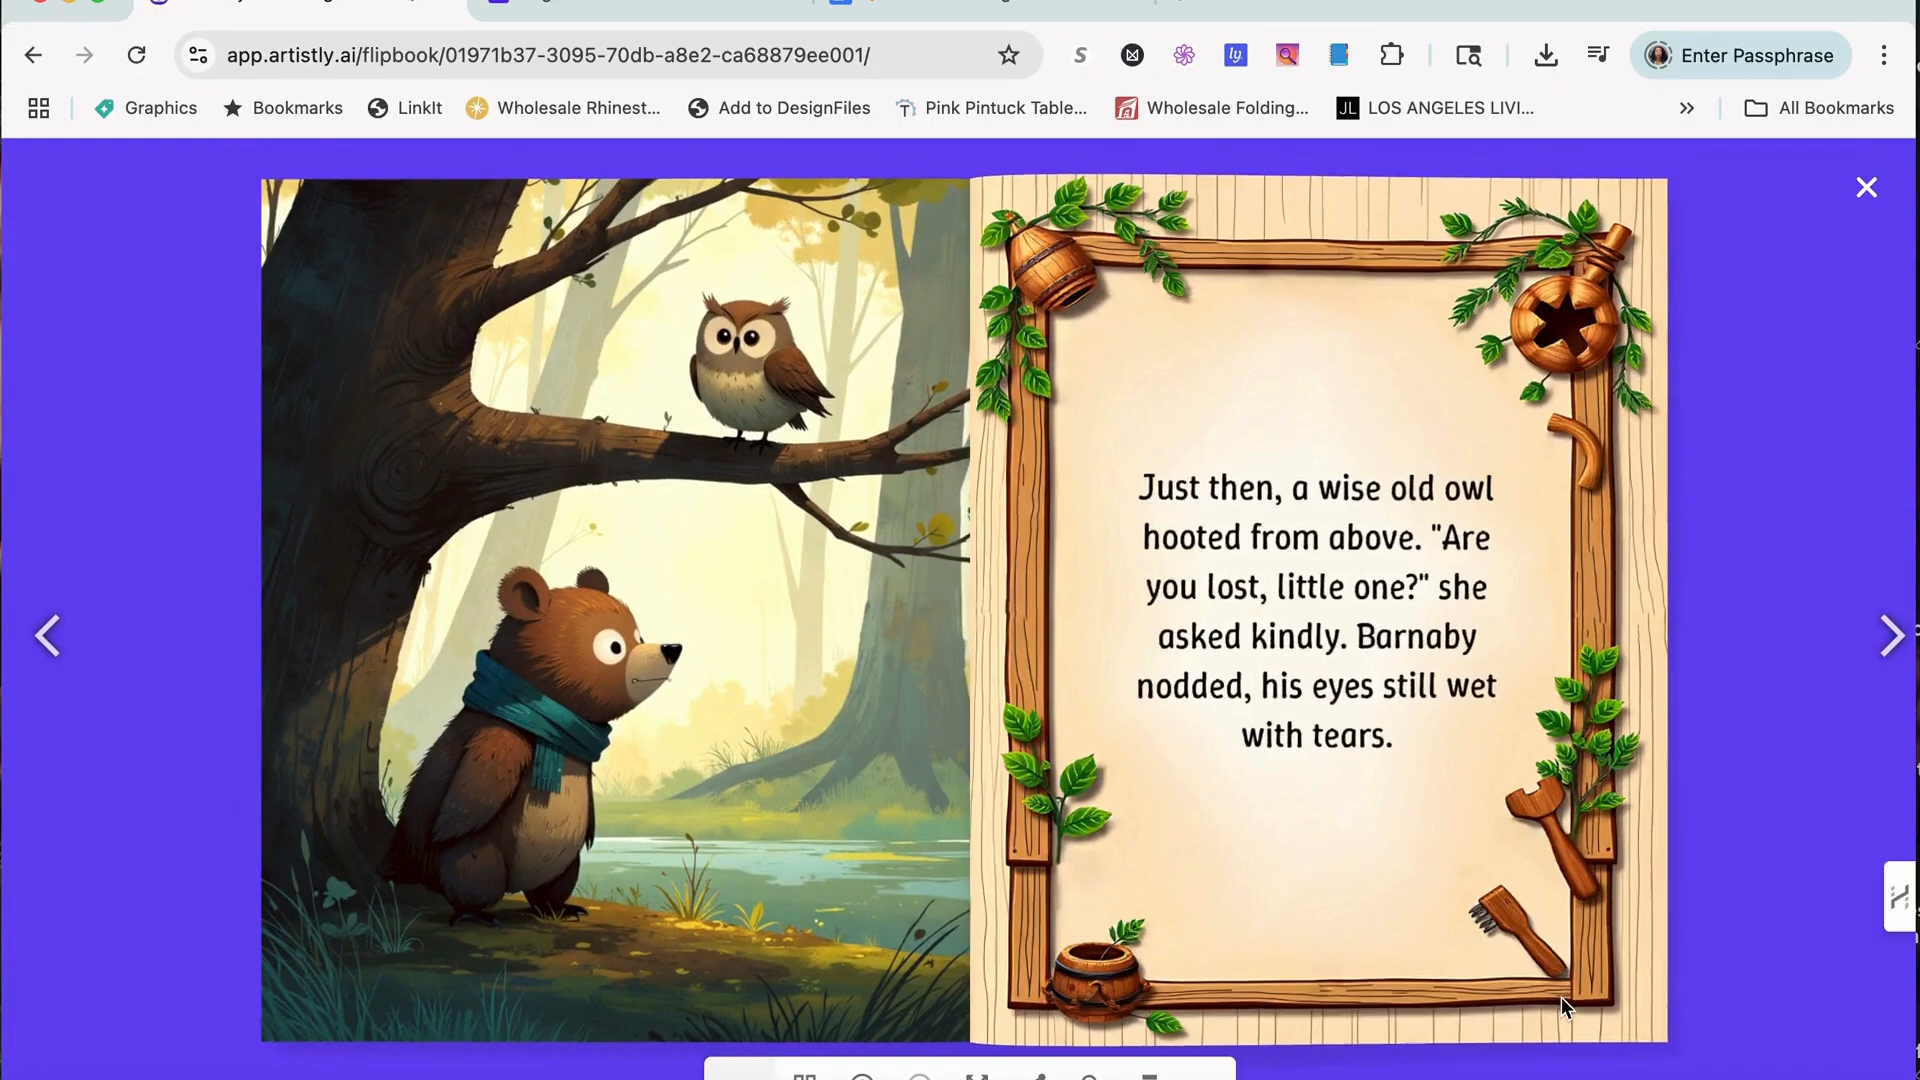 app.artistly.ai/flipbook/01971b37-3095-70db-a8e2-ca68879ee001/
S
ly.
Enter Passphrase
Graphics
Bookmarks
LinkIt
Wholesale Rhinest...
Add to DesignFiles
Pink Pintuck Table...
Wholesale Folding...
JL
LOS ANGELES LIVI...
All Bookmarks
Just then, a wise old owl
hooted from above. "Are
you lost, little one?" she
asked kindly. Barnaby
nodded, his eyes still wet
with tears.